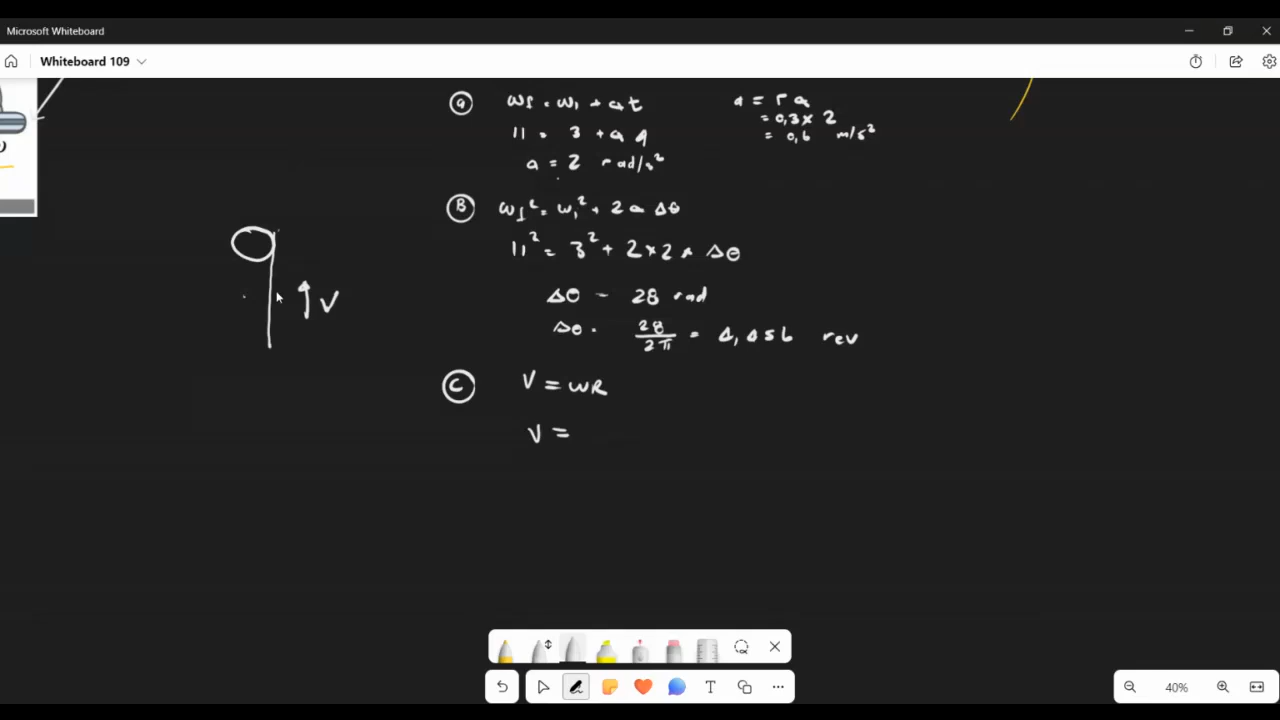 Microsoft Whiteboard
Whiteboard 109
a ωf = ωi + a t
11 = 3 + a 4
a = 2 rad/s²
a = r a
= 0,3 × 2
= 0,6 m/s²
B ωf² = ωi² + 2 a Δθ
11² = 3² + 2 × 2 × Δθ
Δθ = 28 rad
Δθ = 28/2π = 4,456 rev
V
C V = ωR
V =
T
40%